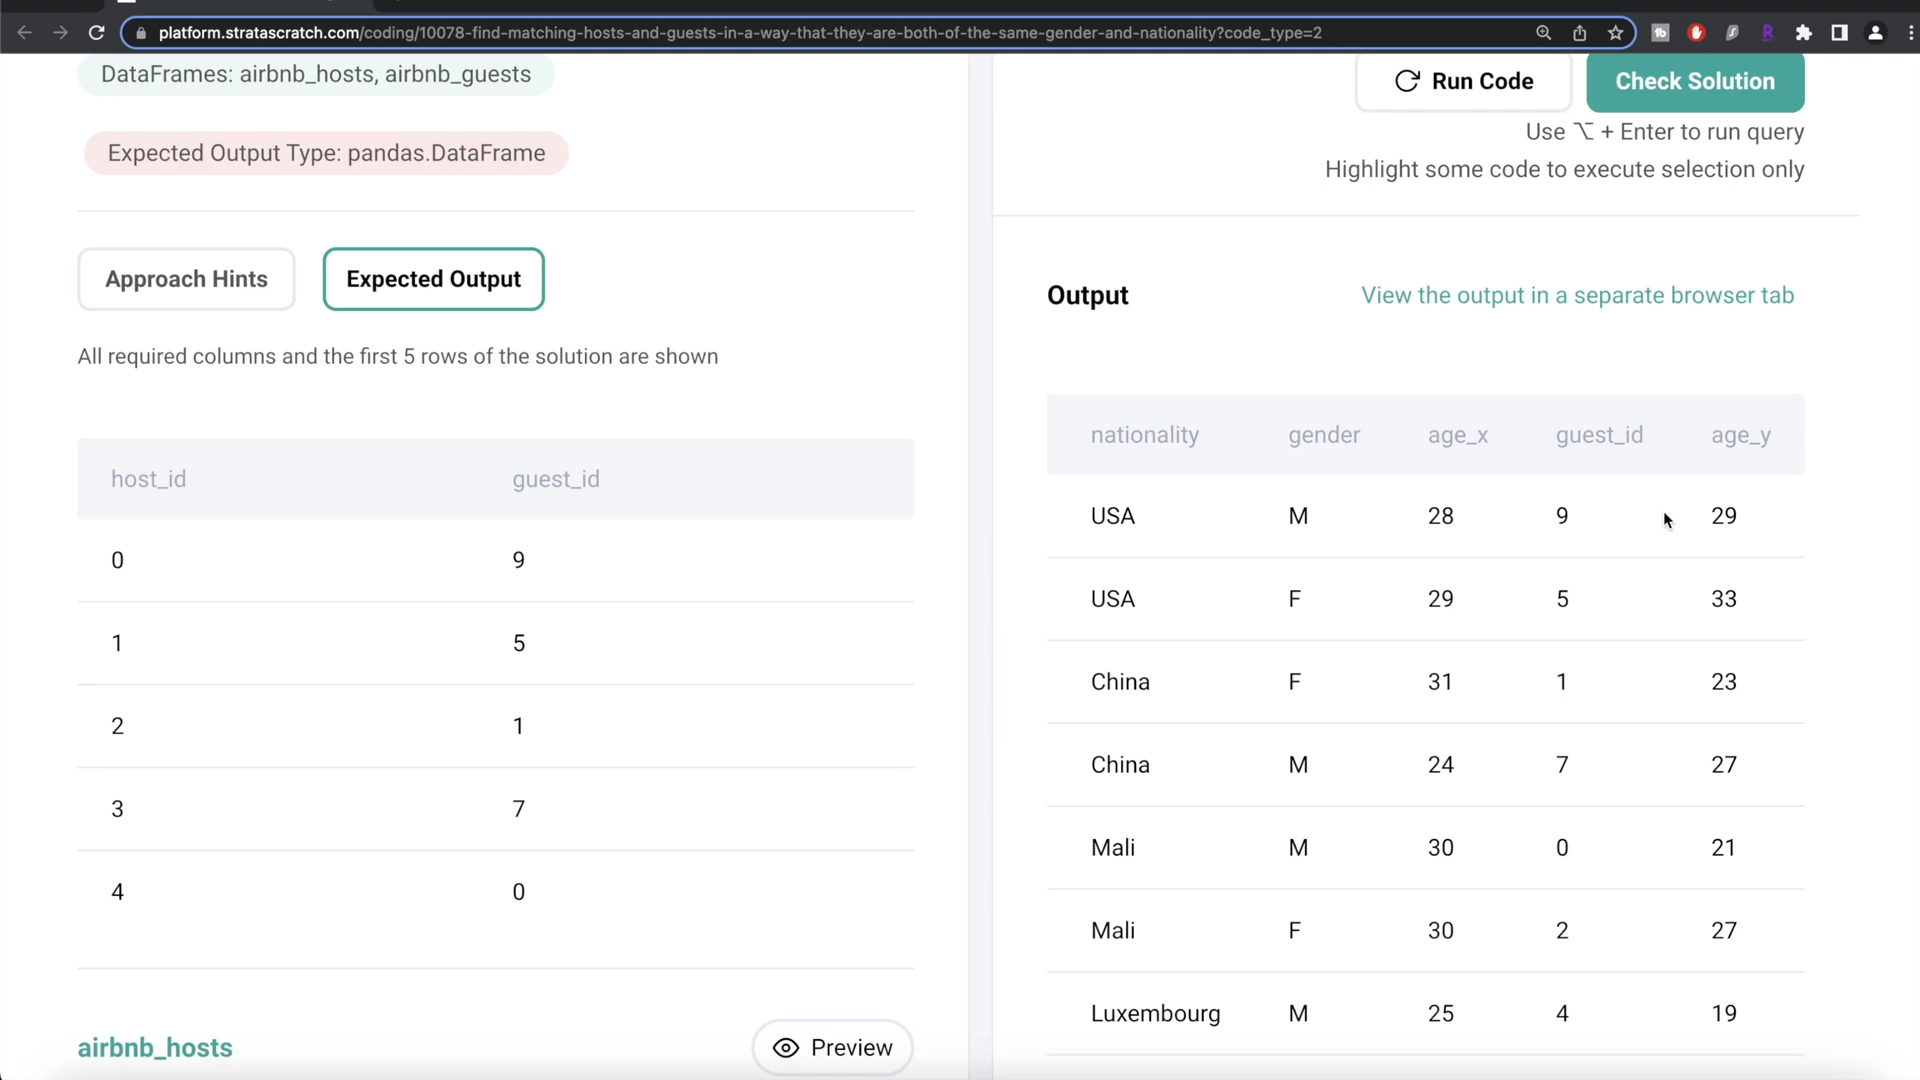 platform.stratascratch.com/coding/10078-find-matching-hosts-and-guests-in-a-way-that-they-are-both-of-the-same-gender-and-nationality?code_type=2
DataFrames: airbnb_hosts, airbnb_guests
Expected Output Type: pandas.DataFrame
Approach Hints
Expected Output
All required columns and the first 5 rows of the solution are shown
host_id guest_id
0 9
1 5
2 1
3 7
4 0
airbnb_hosts
Preview
Run Code
Check Solution
Use ⌥ + Enter to run query
Highlight some code to execute selection only
Output
View the output in a separate browser tab
nationality gender age_x guest_id age_y
USA M 28 9 29
USA F 29 5 33
China F 31 1 23
China M 24 7 27
Mali M 30 0 21
Mali F 30 2 27
Luxembourg M 25 4 19